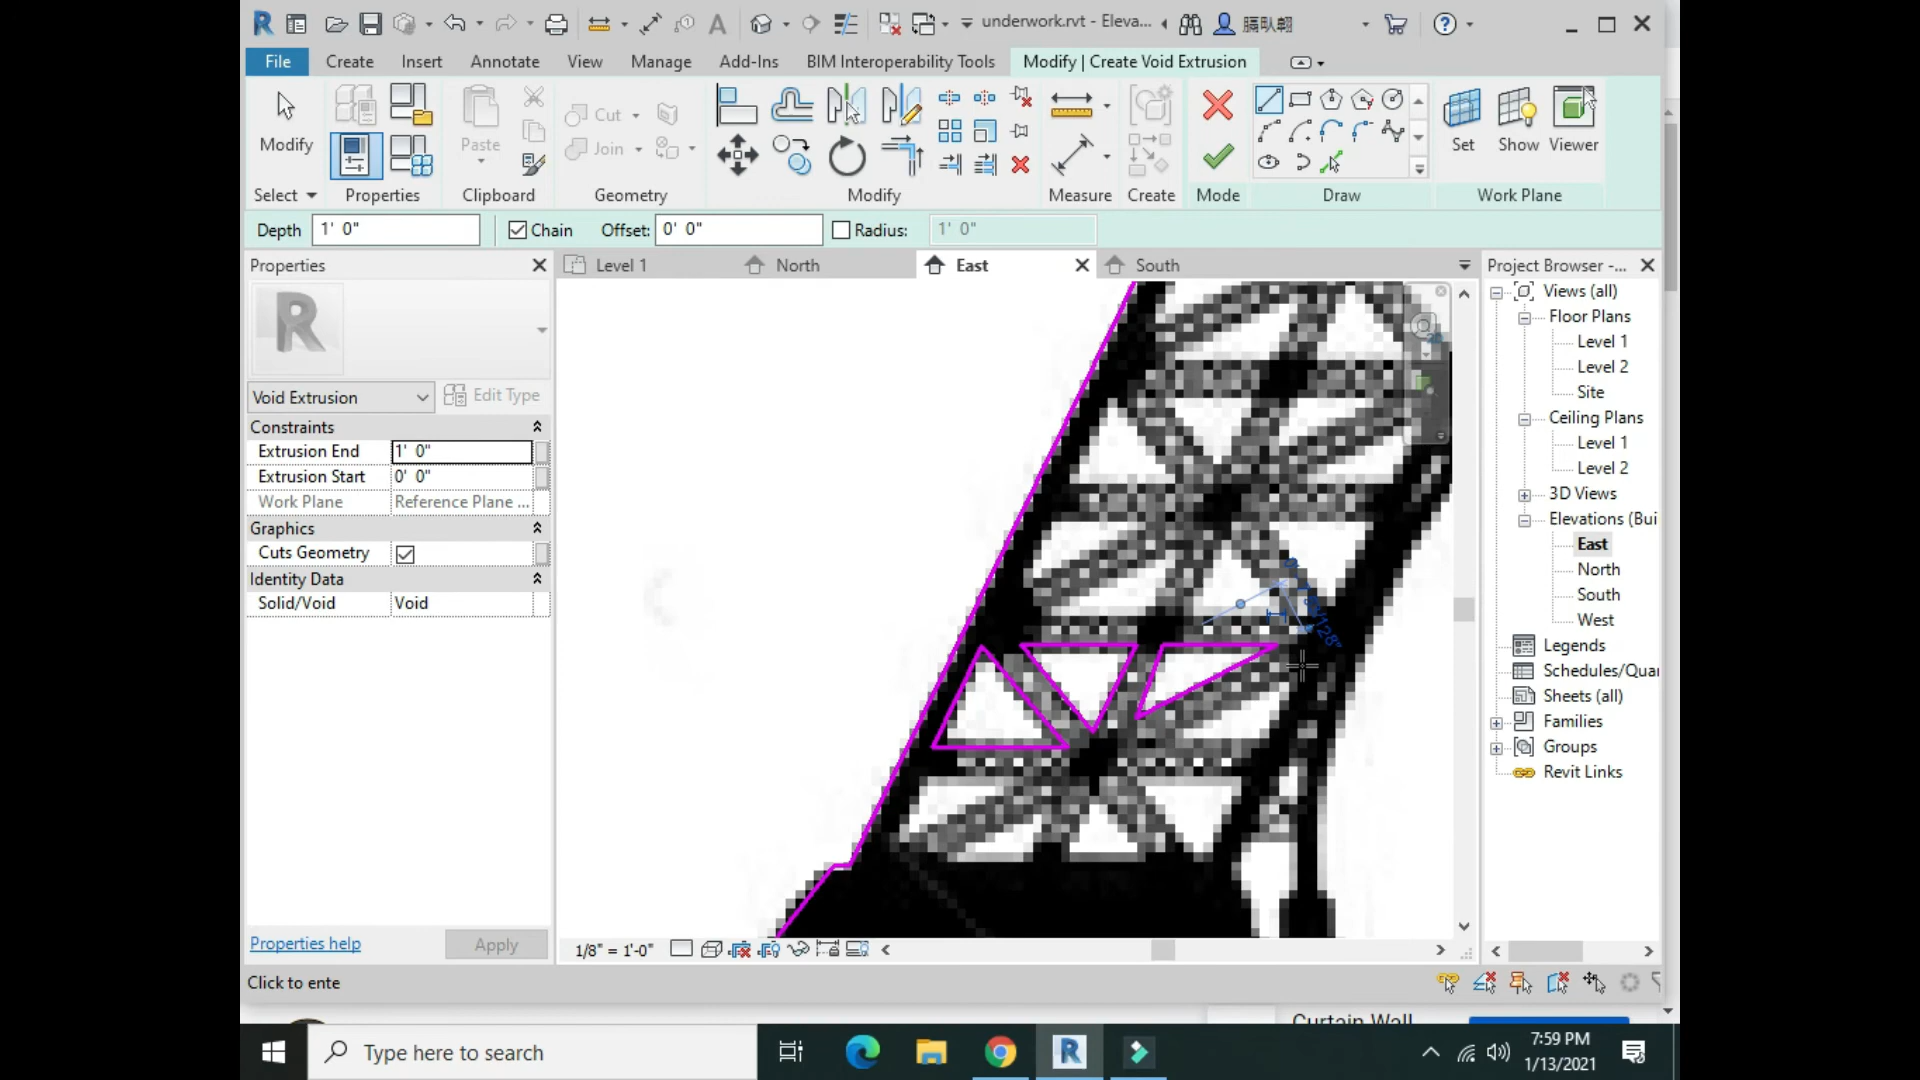 underwork.rvt - Eleva...
File Create Insert Annotate View Manage Add-Ins BIM Interoperability Tools Modify | Create Void Extrusion
Modify
Paste
Cut
Join
Set Show Viewer
Select Properties Clipboard Geometry Modify Measure Create Mode Draw Work Plane
Depth 1' 0" Chain Offset: 0' 0" Radius: 1' 0"
Properties
Level 1 North East South
Project Browser -...
Void Extrusion Edit Type
Constraints
Extrusion End 1' 0"
Extrusion Start 0' 0"
Work Plane Reference Plane ...
Graphics
Cuts Geometry
Identity Data
Solid/Void Void
Views (all)
Floor Plans
Level 1
Level 2
Site
Ceiling Plans
Level 1
Level 2
3D Views
Elevations (Bui
East
North
South
West
Legends
Schedules/Qua
Sheets (all)
Families
Groups
Revit Links
Properties help Apply
1/8" = 1'-0"
Click to ente
Curtain Wall
Type here to search
7:59 PM
1/13/2021